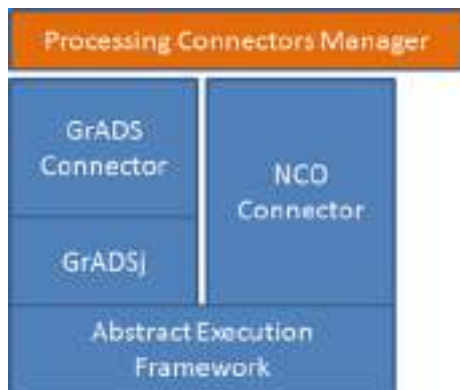 Processing Connectors Manager
GrADS
Connector
NCO
Connector
GrADSj
Abstract Execution
Framework